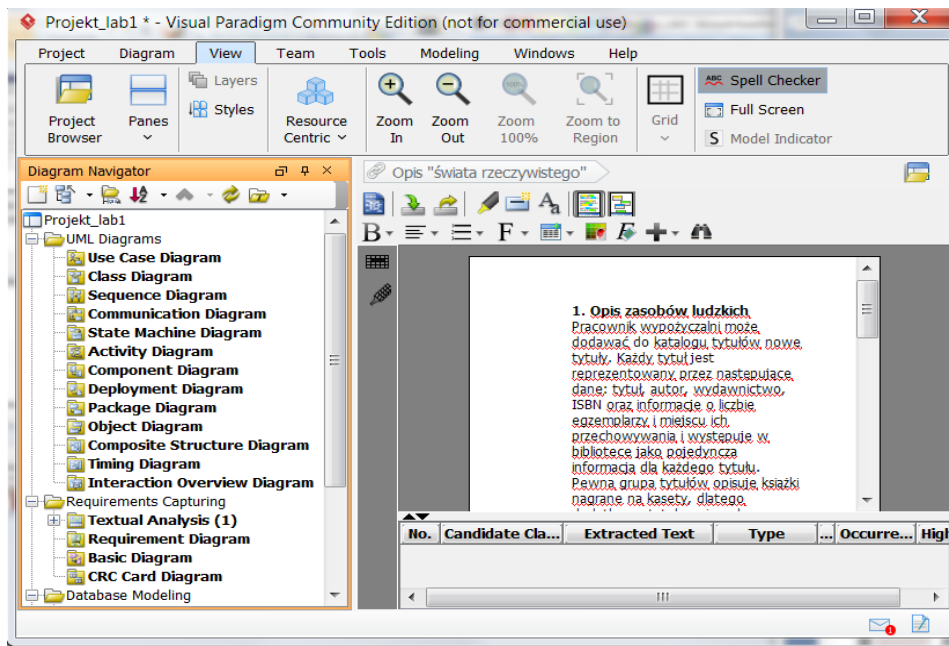 Projekt_lab1 * - Visual Paradigm Community Edition (not for commercial use)
Project Diagram View Team Tools Modeling Windows Help
Project Browser
Panes
Layers
Styles
Resource Centric
Zoom In
Zoom Out
100%
Zoom 100%
Zoom to Region
Grid
ABC Spell Checker
Full Screen
S Model Indicator
Diagram Navigator
Opis "świata rzeczywistego"
Projekt_lab1
UML Diagrams
Use Case Diagram
Class Diagram
Sequence Diagram
Communication Diagram
State Machine Diagram
Activity Diagram
Component Diagram
Deployment Diagram
Package Diagram
Object Diagram
Composite Structure Diagram
Timing Diagram
Interaction Overview Diagram
Requirements Capturing
Textual Analysis (1)
Requirement Diagram
Basic Diagram
CRC Card Diagram
Database Modeling
Aa
B F F
1. Opis zasobów ludzkich
Pracownik wypożyczalni może
dodawać do katalogu tytułów nowe
tytuły. Każdy tytuł jest
reprezentowany przez następujące
dane: tytuł, autor, wydawnictwo,
ISBN oraz informacje o liczbie
egzemplarzy i miejscu ich
przechowywania i występuje w
bibliotece jako pojedyncza
informacja dla każdego tytułu.
Pewna grupa tytułów opisuje książki
nagrane na kasety, dlatego
No. Candidate Cla... Extracted Text Type ... Occurre... High
1